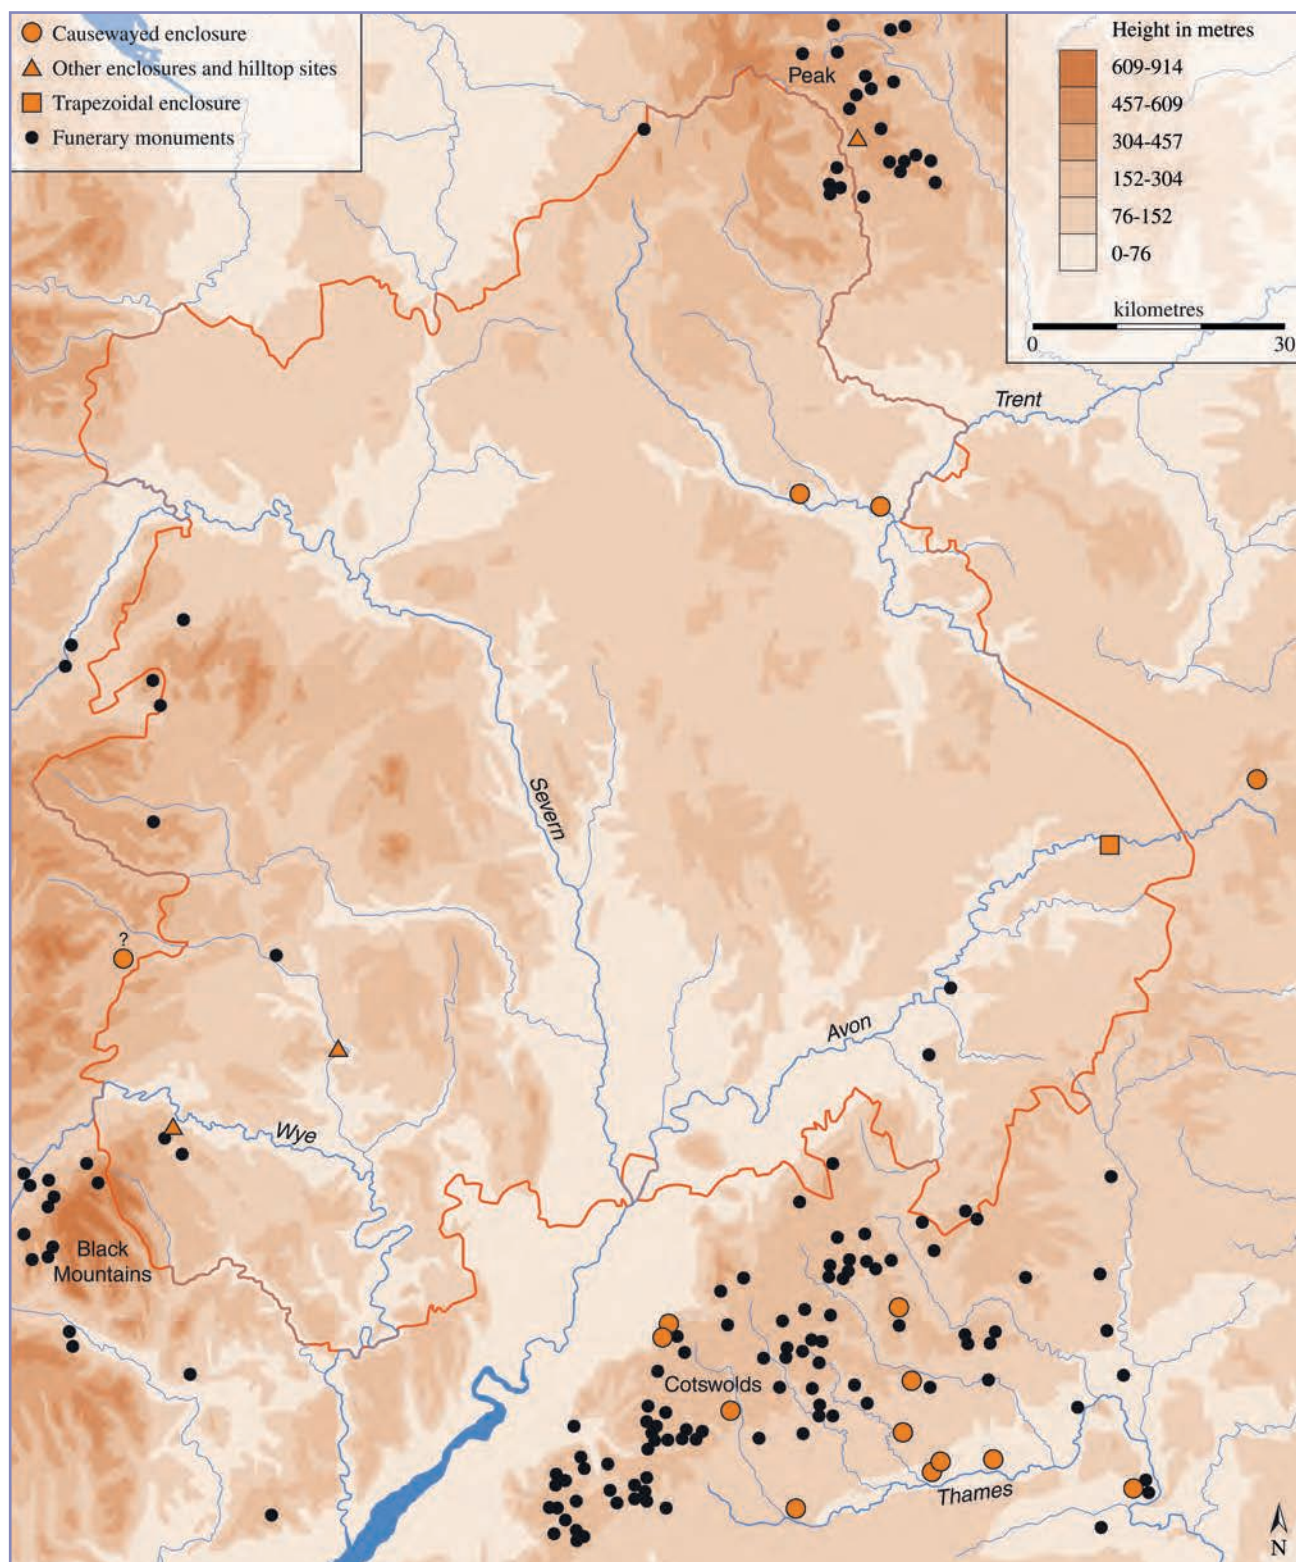 Causewayed enclosure
Other enclosures and hilltop sites
Trapezoidal enclosure
Funerary monuments
Height in metres
609-914
457-609
304-457
152-304
76-152
0-76
kilometres
0 30
Peak
Trent
Severn
?
Avon
Wye
Black
Mountains
Cotswolds
Thames
N